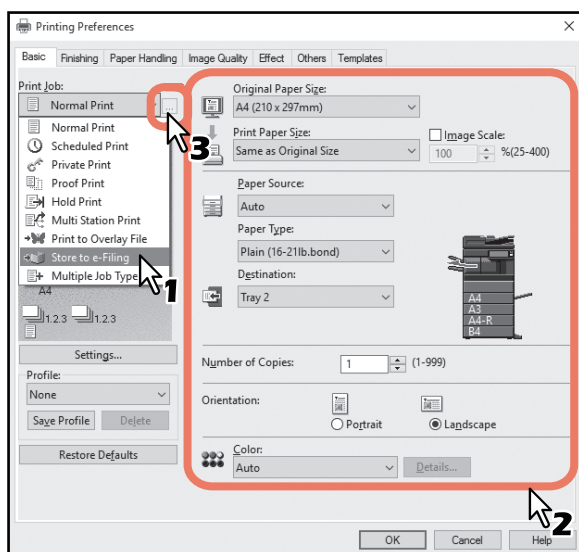 Printing Preferences
Basic Finishing Paper Handling Image Quality Effect Others Templates
Print Job:
Normal Print ...
Normal Print
Scheduled Print
Private Print
Proof Print
Hold Print
Multi Station Print
Print to Overlay File
Store to e-Filing
Multiple Job Type
1
3
A4
1.2.3 1.2.3
Settings...
Profile:
None
Save Profile Delete
Restore Defaults
Original Paper Size:
A4 (210 x 297mm)
Print Paper Size:
Same as Original Size
Image Scale:
100 %(25-400)
Paper Source:
Auto
Paper Type:
Plain (16-21lb.bond)
Destination:
Tray 2
A4
A3
A4-R
B4
Number of Copies: 1 (1-999)
Orientation:
Portrait Landscape
Color:
Auto Details...
2
OK Cancel Help